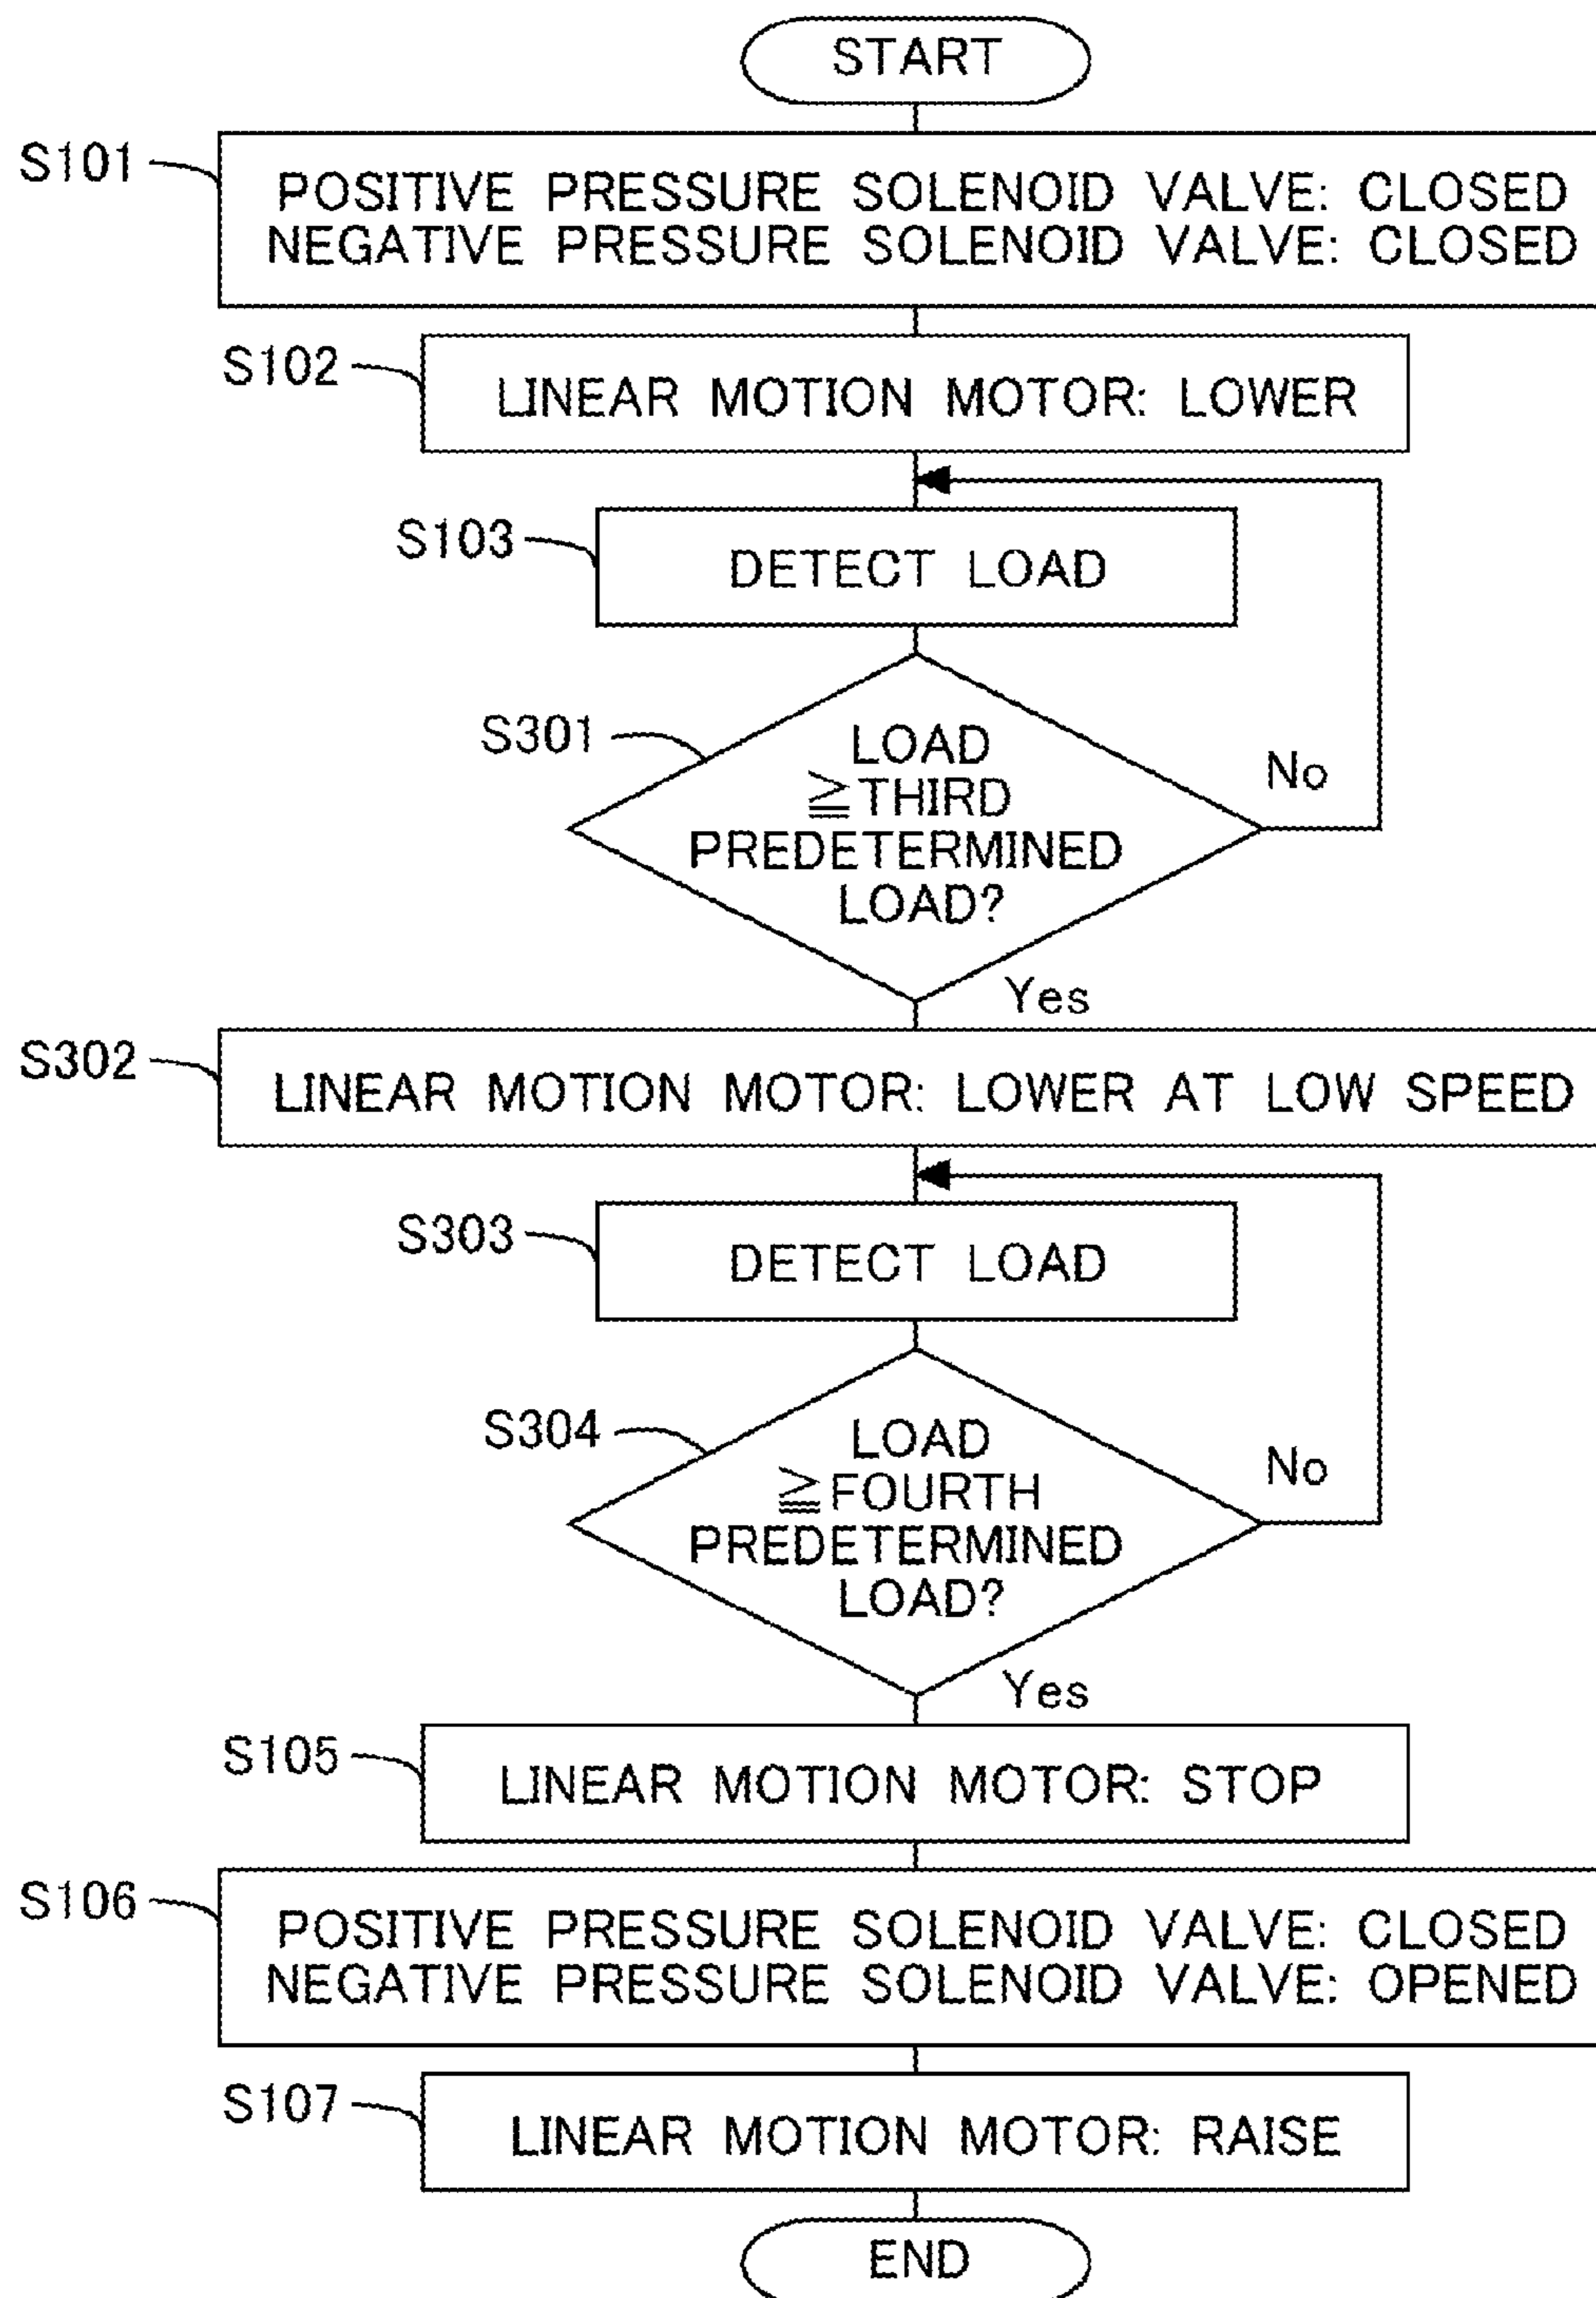 START
S101
POSITIVE PRESSURE SOLENOID VALVE: CLOSED
NEGATIVE PRESSURE SOLENOID VALVE: CLOSED
S102
LINEAR MOTION MOTOR: LOWER
S103
DETECT LOAD
S301
LOAD
≧THIRD
PREDETERMINED
LOAD?
No
Yes
S302
LINEAR MOTION MOTOR: LOWER AT LOW SPEED
S303
DETECT LOAD
S304
LOAD
≧FOURTH
PREDETERMINED
LOAD?
No
Yes
S105
LINEAR MOTION MOTOR: STOP
S106
POSITIVE PRESSURE SOLENOID VALVE: CLOSED
NEGATIVE PRESSURE SOLENOID VALVE: OPENED
S107
LINEAR MOTION MOTOR: RAISE
END